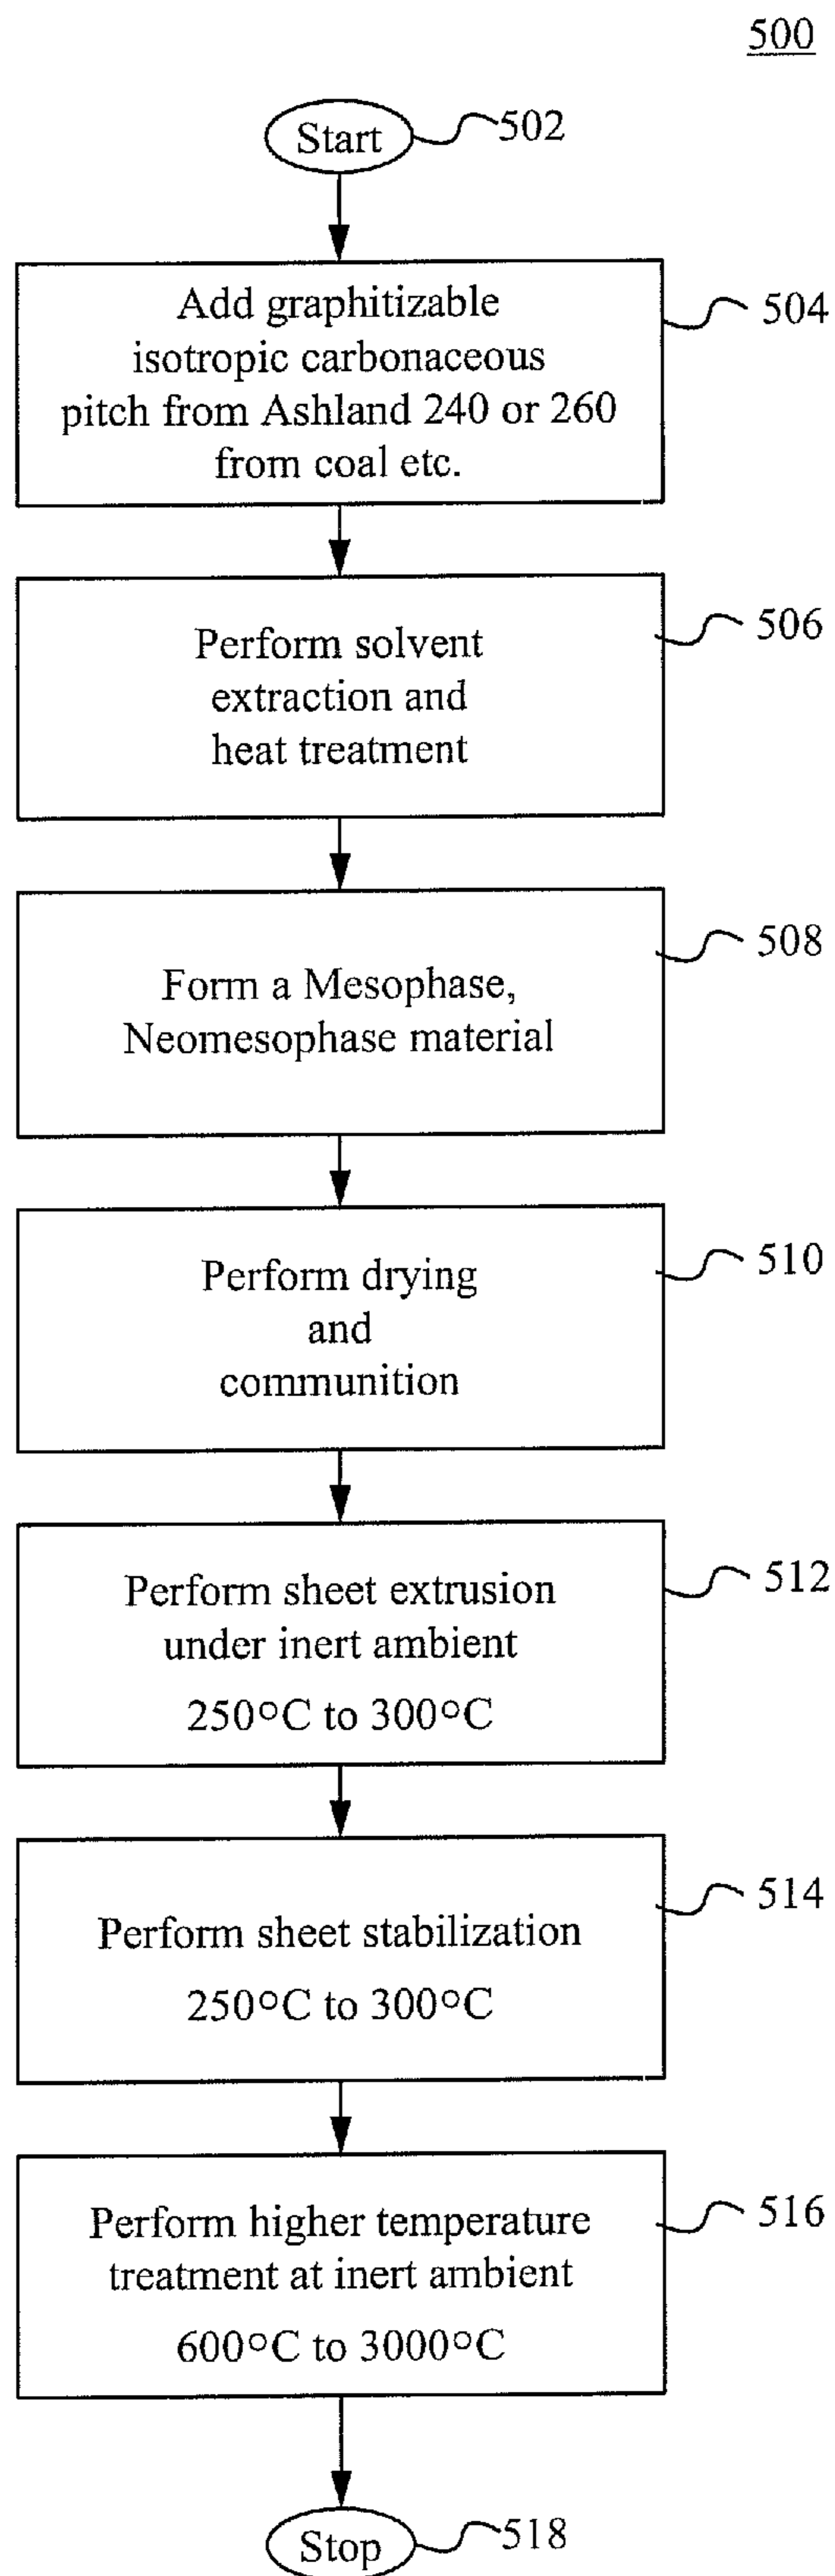 500
Start
502
Add graphitizable
isotropic carbonaceous
pitch from Ashland 240 or 260
from coal etc.
504
Perform solvent
extraction and
heat treatment
506
Form a Mesophase,
Neomesophase material
508
Perform drying
and
communition
510
Perform sheet extrusion
under inert ambient
250°C to 300°C
512
Perform sheet stabilization
250°C to 300°C
514
Perform higher temperature
treatment at inert ambient
600°C to 3000°C
516
Stop
518